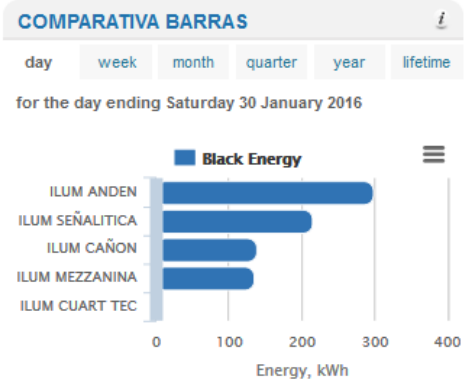 COMPARATIVA BARRAS i
day week month quarter year lifetime
for the day ending Saturday 30 January 2016
Black Energy
ILUM ANDEN
ILUM SEÑALITICA
ILUM CAÑON
ILUM MEZZANINA
ILUM CUART TEC
0 100 200 300 400
Energy, kWh